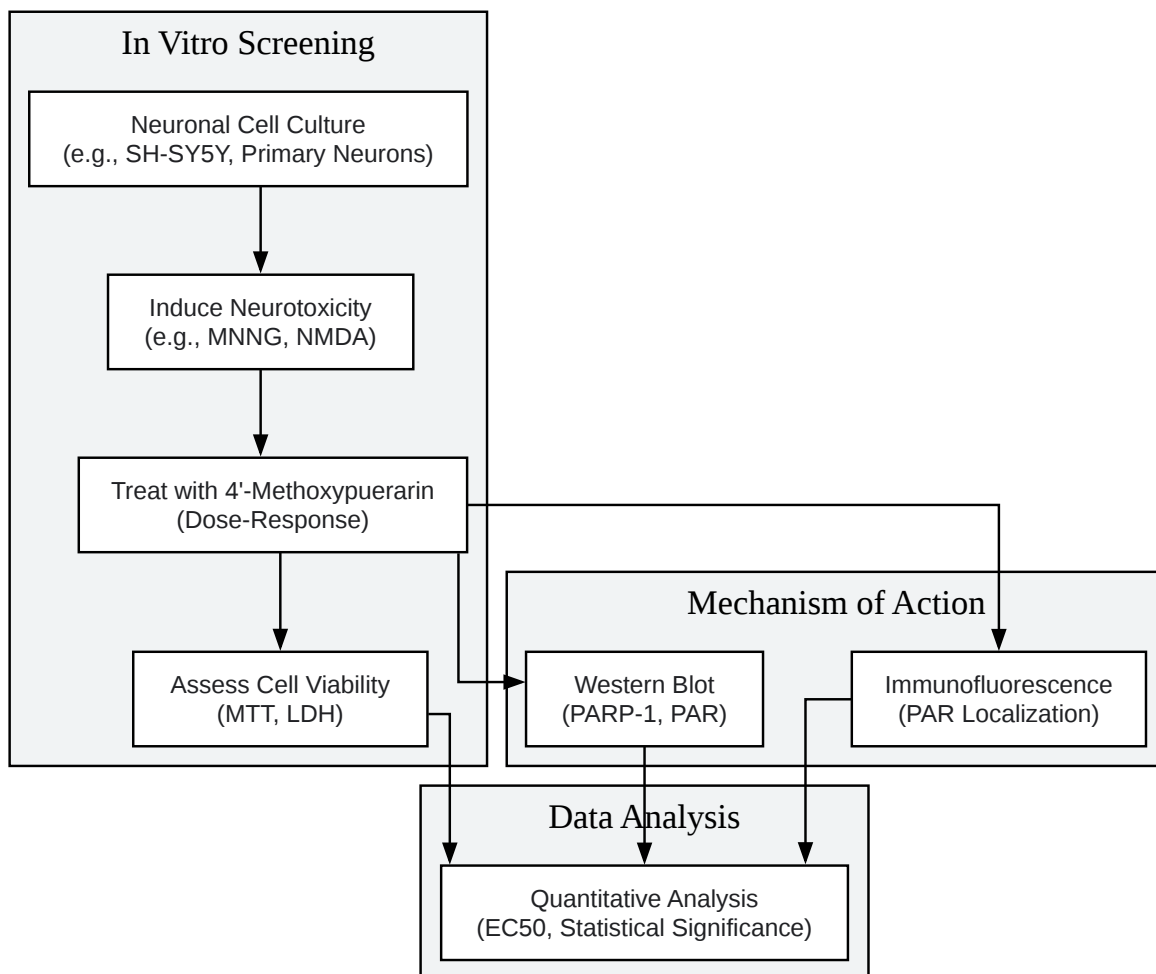 In Vitro Screening
Neuronal Cell Culture
(e.g., SH-SY5Y, Primary Neurons)
Induce Neurotoxicity
(e.g., MNNG, NMDA)
Treat with 4'-Methoxypuerarin
(Dose-Response)
Assess Cell Viability
(MTT, LDH)
Mechanism of Action
Western Blot
(PARP-1, PAR)
Immunofluorescence
(PAR Localization)
Data Analysis
Quantitative Analysis
(EC50, Statistical Significance)